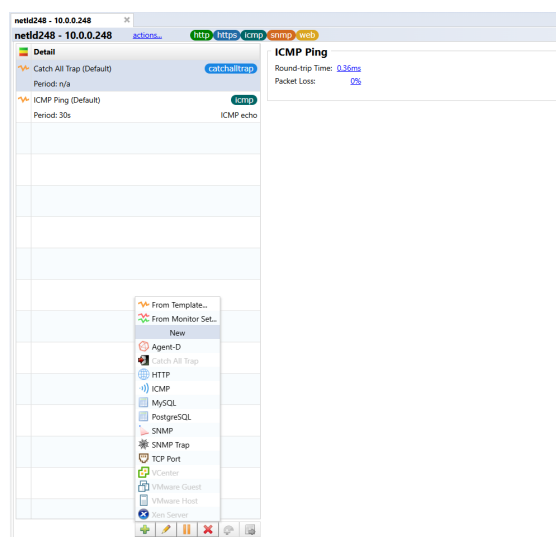 netld248 - 10.0.0.248
netld248 - 10.0.0.248 actions... http https icmp snmp web
Detail
Catch All Trap (Default) catchalltrap
Period: n/a
ICMP Ping (Default) icmp
Period: 30s ICMP echo
ICMP Ping
Round-trip Time: 0.36ms
Packet Loss: 0%
From Template...
From Monitor Set...
New
Agent-D
Catch All Trap
HTTP
ICMP
MySQL
PostgreSQL
SNMP
SNMP Trap
TCP Port
VCenter
VMware Guest
VMware Host
Xen Server